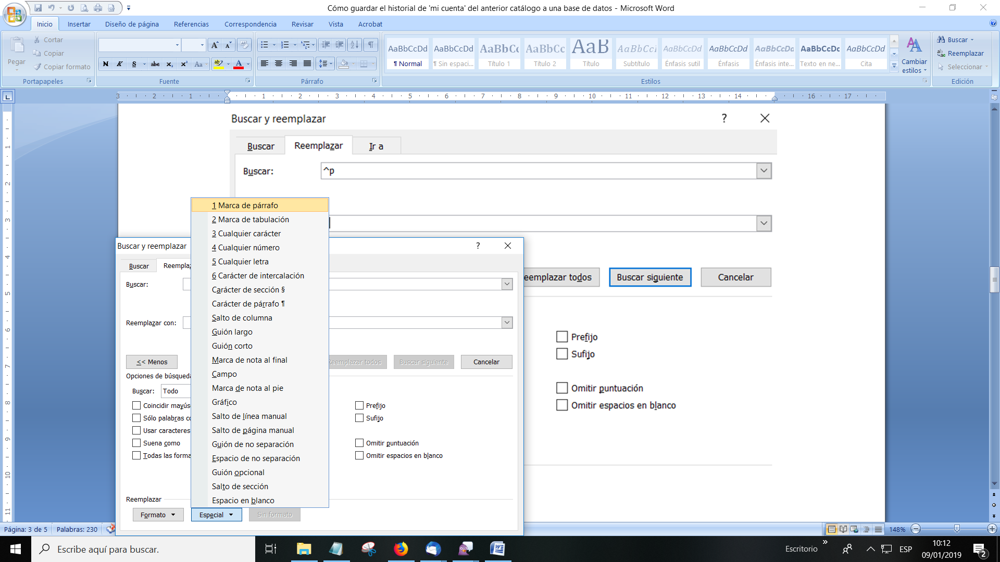 Cómo guardar el historial de 'mi cuenta' del anterior catálogo a una base de datos - Microsoft Word
Inicio Insertar Diseño de página Referencias Correspondencia Revisar Vista Acrobat
Pegar
Cortar
Copiar
Copiar formato
Portapapeles
N K S abc x₂ x² Aa ab A
Fuente
Párrafo
AaBbCcDd AaBbCcDd AaBbCc AaBbCc AaB AaBbCcI AaBbCcDd AaBbCcDd AaBbCcDd AaBbCcDc AaBbCcDd
¶ Normal ¶ Sin espaci... Título 1 Título 2 Título Subtítulo Énfasis sutil Énfasis Énfasis inte... Texto en ne... Cita
Cambiar
estilos
Estilos
Buscar
Reemplazar
Seleccionar
Edición
3 2 1 1 2 3 4 5 6 7 8 9 10 11 12 13 14 16 17
1
2
3
4
5
6
7
8
9
10
11
Buscar y reemplazar ?
Buscar Reemplazar Ir a
Buscar: ^p
eemplazar todos Buscar siguiente Cancelar
Prefijo
Sufijo
Omitir puntuación
Omitir espacios en blanco
Buscar y reemplazar ?
Buscar Reemplaz
Buscar:
Reemplazar con:
<< Menos Reemplazar todos Buscar siguiente Cancelar
Opciones de búsqueda
Buscar: Todo
Coincidir mayús
Sólo palabras co
Usar caracteres
Suena como
Todas las forma
Prefijo
Sufijo
Omitir puntuación
Omitir espacios en blanco
Reemplazar
Formato Especial Sin formato
1 Marca de párrafo
2 Marca de tabulación
3 Cualquier carácter
4 Cualquier número
5 Cualquier letra
6 Carácter de intercalación
Carácter de sección §
Carácter de párrafo ¶
Salto de columna
Guión largo
Guión corto
Marca de nota al final
Campo
Marca de nota al pie
Gráfico
Salto de línea manual
Salto de página manual
Guión de no separación
Espacio de no separación
Guión opcional
Salto de sección
Espacio en blanco
Página: 3 de 5 Palabras: 230 148%
Escribe aquí para buscar.
Escritorio » ESP
10:12
09/01/2019
2